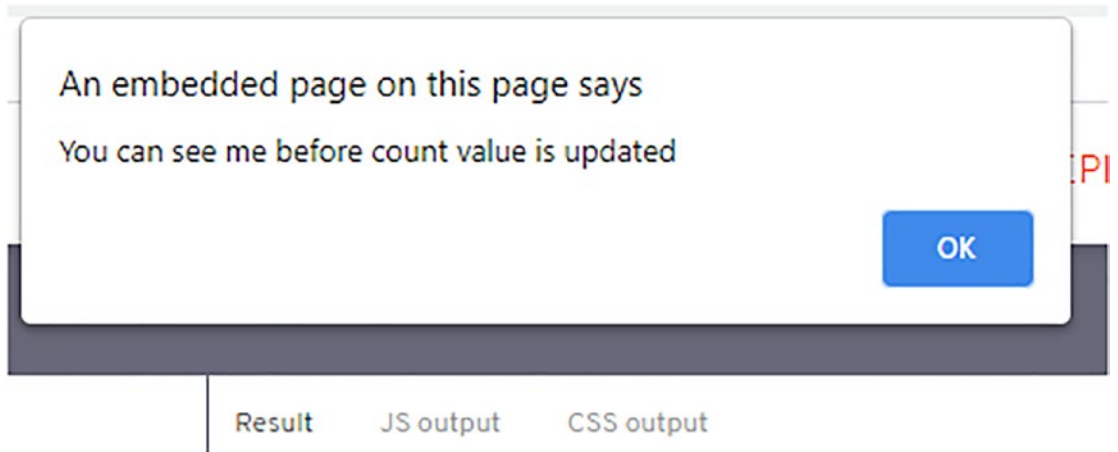 An embedded page on this page says
You can see me before count value is updated
OK
Result JS output CSS output